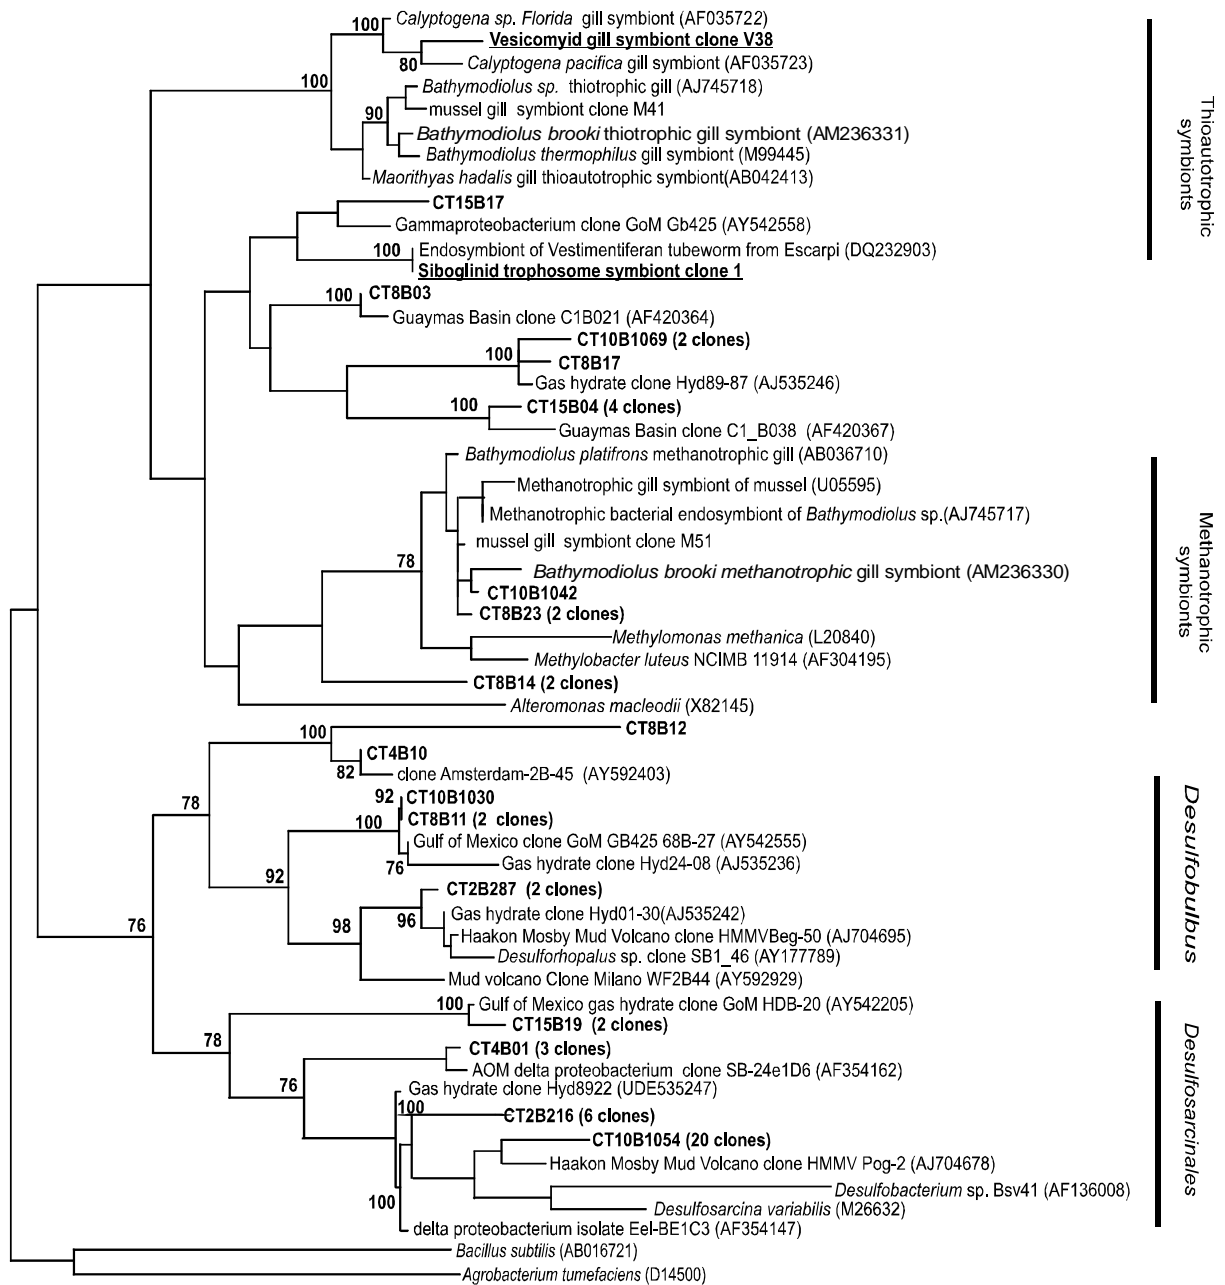 100
Calyptogena sp. Florida gill symbiont (AF035722)
Vesicomyid gill symbiont clone V38
80
Calyptogena pacifica gill symbiont (AF035723)
100
Bathymodiolus sp. thiotrophic gill (AJ745718)
mussel gill symbiont clone M41
90
Bathymodiolus brooki thiotrophic gill symbiont (AM236331)
Bathymodiolus thermophilus gill symbiont (M99445)
Maorithyas hadalis gill thioautotrophic symbiont(AB042413)
Thioautotrophic
symbionts
CT15B17
Gammaproteobacterium clone GoM Gb425 (AY542558)
100
Endosymbiont of Vestimentiferan tubeworm from Escarpi (DQ232903)
Siboglinid trophosome symbiont clone 1
100
CT8B03
Guaymas Basin clone C1B021 (AF420364)
CT10B1069 (2 clones)
100
CT8B17
Gas hydrate clone Hyd89-87 (AJ535246)
100
CT15B04 (4 clones)
Guaymas Basin clone C1_B038 (AF420367)
Bathymodiolus platifrons methanotrophic gill (AB036710)
Methanotrophic gill symbiont of mussel (U05595)
Methanotrophic bacterial endosymbiont of Bathymodiolus sp.(AJ745717)
mussel gill symbiont clone M51
78
Bathymodiolus brooki methanotrophic gill symbiont (AM236330)
CT10B1042
CT8B23 (2 clones)
Methylomonas methanica (L20840)
Methylobacter luteus NCIMB 11914 (AF304195)
CT8B14 (2 clones)
Alteromonas macleodii (X82145)
Methanotrophic
symbionts
CT8B12
100
CT4B10
82
clone Amsterdam-2B-45 (AY592403)
78
92
CT10B1030
100
CT8B11 (2 clones)
Gulf of Mexico clone GoM GB425 68B-27 (AY542555)
76
Gas hydrate clone Hyd24-08 (AJ535236)
92
CT2B287 (2 clones)
98
96
Gas hydrate clone Hyd01-30(AJ535242)
Haakon Mosby Mud Volcano clone HMMVBeg-50 (AJ704695)
Desulforhopalus sp. clone SB1_46 (AY177789)
Mud volcano Clone Milano WF2B44 (AY592929)
Desulfobulbus
76
100
Gulf of Mexico gas hydrate clone GoM HDB-20 (AY542205)
CT15B19 (2 clones)
78
CT4B01 (3 clones)
AOM delta proteobacterium clone SB-24e1D6 (AF354162)
76
Gas hydrate clone Hyd8922 (UDE535247)
100
CT2B216 (6 clones)
CT10B1054 (20 clones)
Haakon Mosby Mud Volcano clone HMMV Pog-2 (AJ704678)
Desulfobacterium sp. Bsv41 (AF136008)
100
Desulfosarcina variabilis (M26632)
delta proteobacterium isolate Eel-BE1C3 (AF354147)
Desulfosarcinales
Bacillus subtilis (AB016721)
Agrobacterium tumefaciens (D14500)